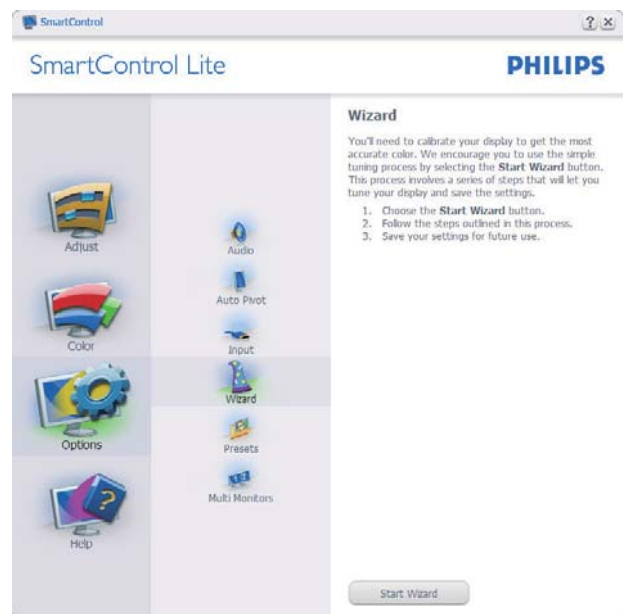 SmartControl
? ×
SmartControl Lite
PHILIPS
Adjust
Color
Options
Help
Audio
Auto Pivot
Input
Wizard
Presets
Multi Monitors
Wizard
You'll need to calibrate your display to get the most
accurate color. We encourage you to use the simple
tuning process by selecting the Start Wizard button.
This process involves a series of steps that will let you
tune your display and save the settings.
1. Choose the Start Wizard button.
2. Follow the steps outlined in this process.
3. Save your settings for future use.
Start Wizard